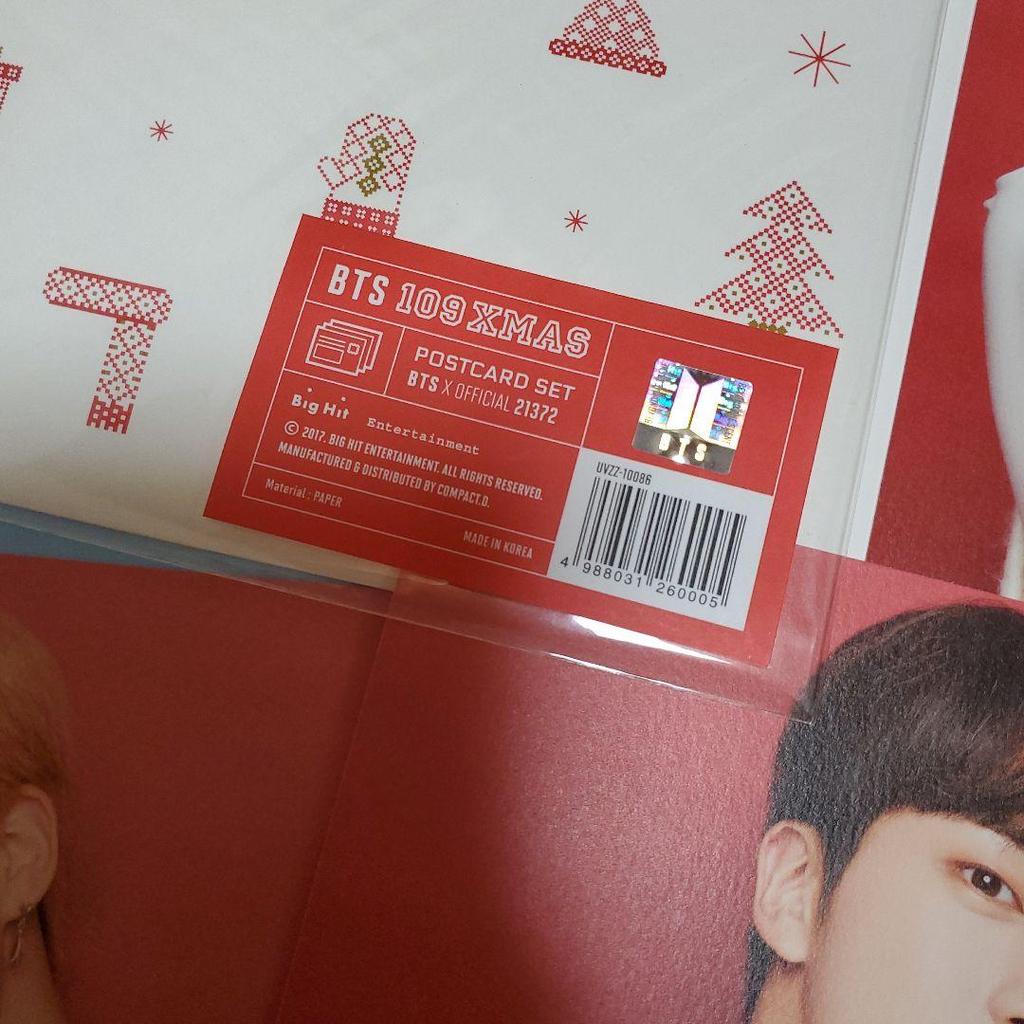 BTS 109 XMAS
POSTCARD SET
BTS X OFFICIAL 21372
Big Hit Entertainment
© 2017. BIG HIT ENTERTAINMENT. ALL RIGHTS RESERVED.
MANUFACTURED & DISTRIBUTED BY COMPACT.D.
Material : PAPER
MADE IN KOREA
BTS
UVZZ-10086
4 988031 260005
7